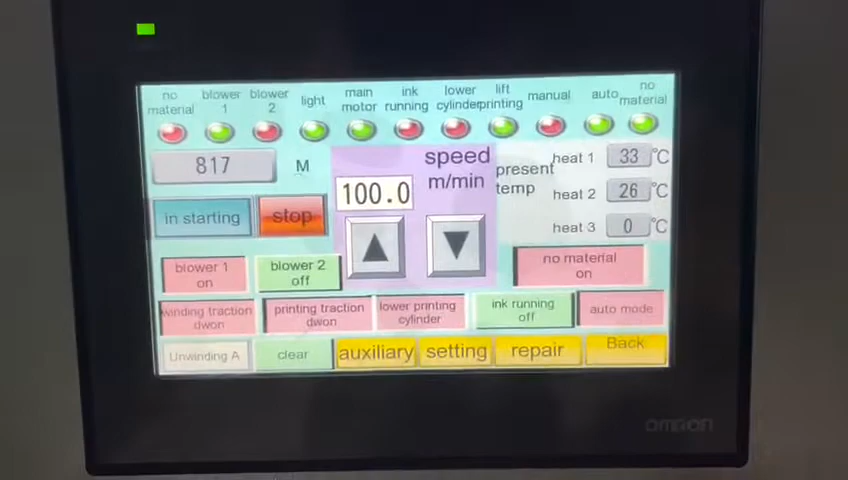 no material
blower 1
blower 2
light
main motor
ink running
lower cylinder
lift printing
manual
auto
no material
817 M
speed m/min
100.0
present temp
heat 1 33 °C
heat 2 26 °C
heat 3 0 °C
in starting
stop
blower 1 on
blower 2 off
no material on
winding traction dwon
printing traction dwon
lower printing cylinder
ink running off
auto mode
Unwinding A
clear
auxiliary
setting
repair
Back
omron